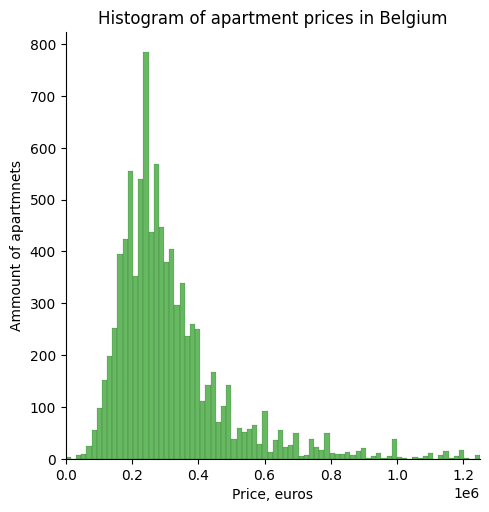 Histogram of apartment prices in Belgium
800
700
600
500
400
300
200
100
0
Ammount of apartmnets
0.0 0.2 0.4 0.6 0.8 1.0 1.2
1e6
Price, euros